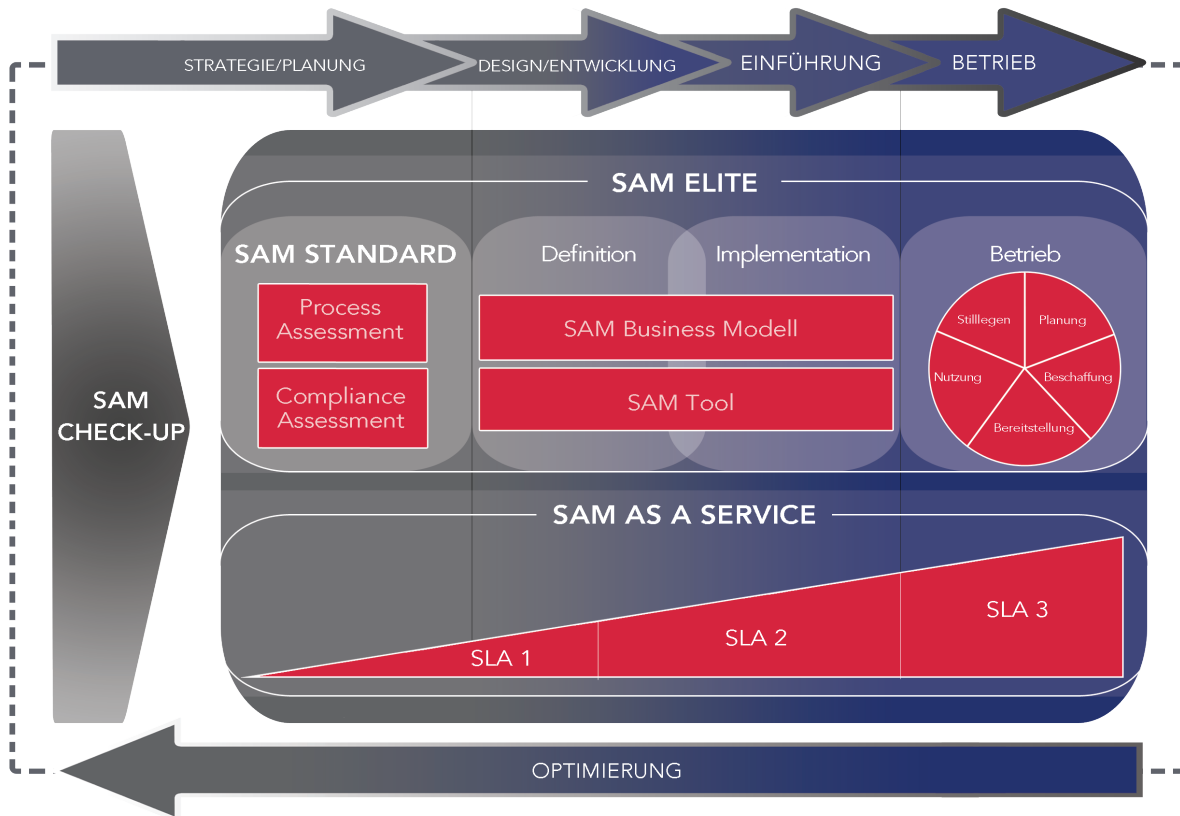 STRATEGIE/PLANUNG
DESIGN/ENTWICKLUNG
EINFÜHRUNG
BETRIEB
SAM
CHECK-UP
SAM ELITE
SAM STANDARD
Process
Assessment
Compliance
Assessment
Definition
Implementation
SAM Business Modell
SAM Tool
Betrieb
Stilllegen
Planung
Nutzung
Beschaffung
Bereitstellung
SAM AS A SERVICE
SLA 1
SLA 2
SLA 3
OPTIMIERUNG